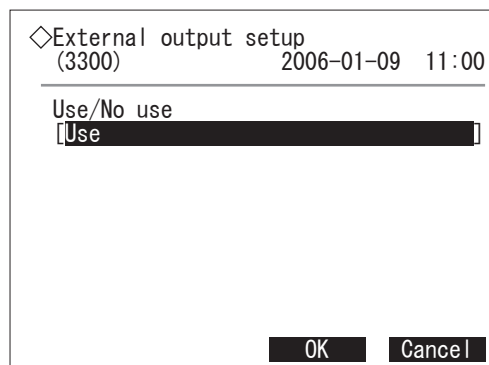 ◇External output setup
(3300) 2006-01-09 11:00
Use/No use
[Use ]
OK Cancel